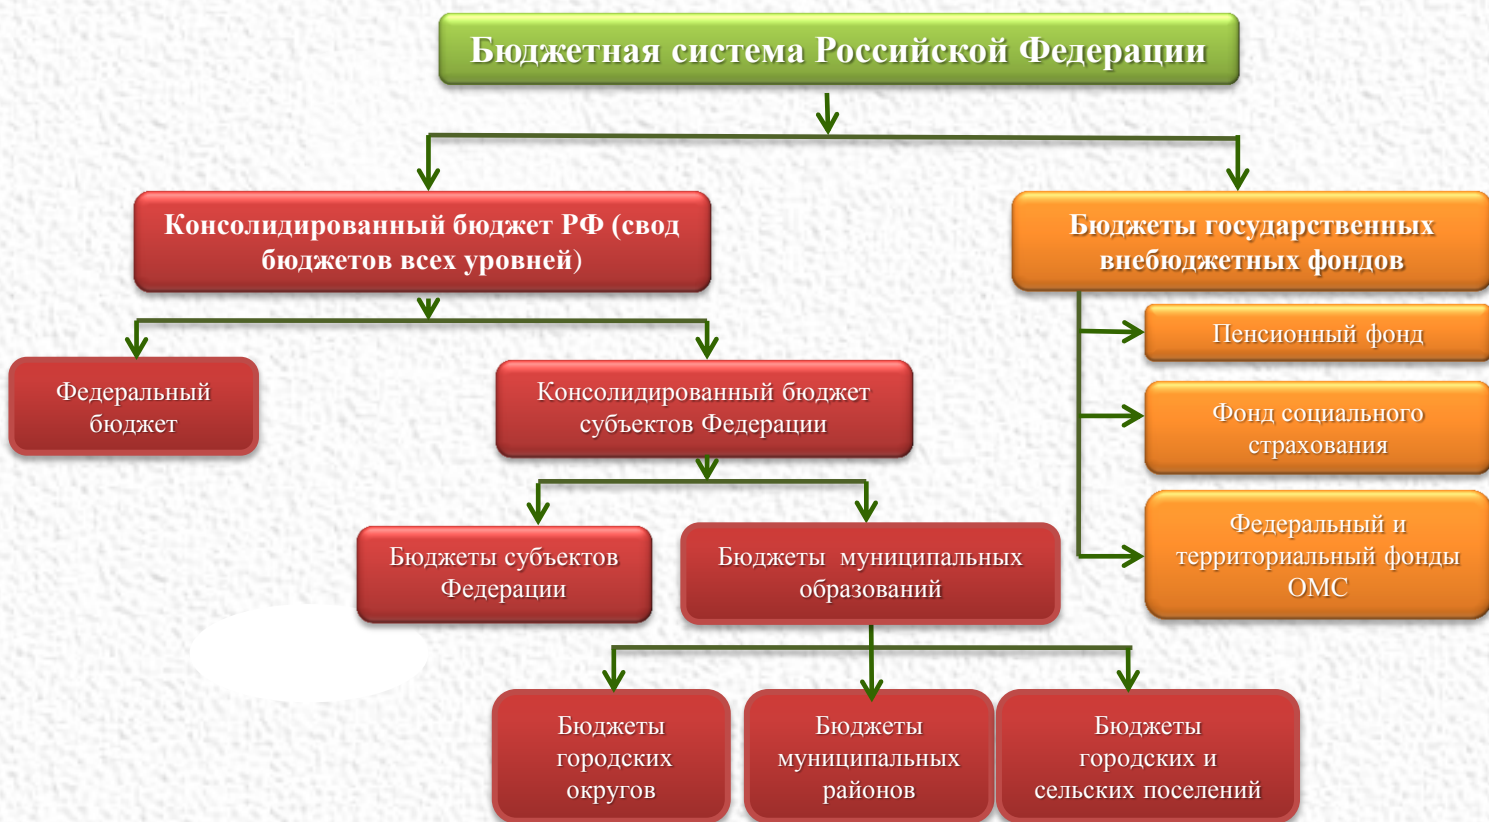 Бюджетная система Российской Федерации
Консолидированный бюджет РФ (свод
бюджетов всех уровней)
Бюджеты государственных
внебюджетных фондов
Пенсионный фонд
Федеральный
бюджет
Консолидированный бюджет
субъектов Федерации
Фонд социального
страхования
Бюджеты субъектов
Федерации
Бюджеты муниципальных
образований
Федеральный и
территориальный фонды
ОМС
Бюджеты
городских
округов
Бюджеты
муниципальных
районов
Бюджеты
городских и
сельских поселений